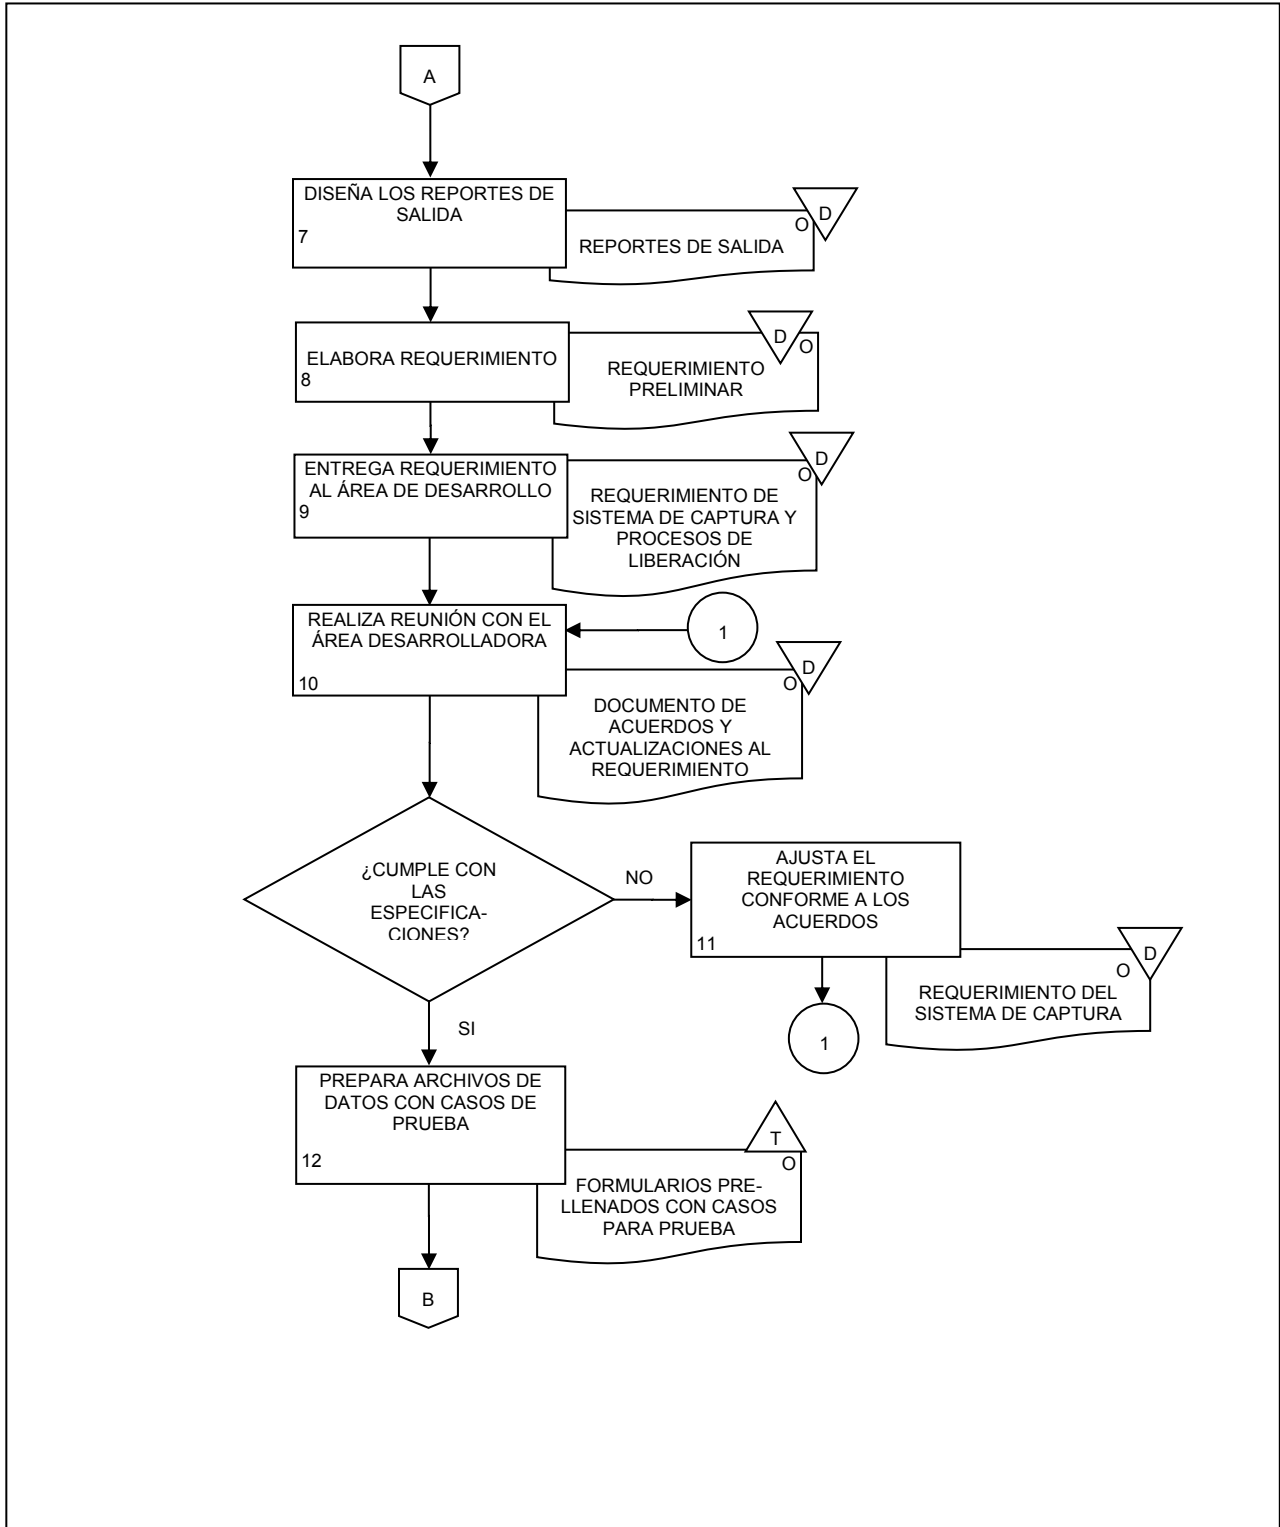 A
DISEÑA LOS REPORTES DE
SALIDA
7
D
O
REPORTES DE SALIDA
ELABORA REQUERIMIENTO
8
D
O
REQUERIMIENTO
PRELIMINAR
ENTREGA REQUERIMIENTO
AL ÁREA DE DESARROLLO
9
D
O
REQUERIMIENTO DE
SISTEMA DE CAPTURA Y
PROCESOS DE
LIBERACIÓN
REALIZA REUNIÓN CON EL
ÁREA DESARROLLADORA
10
1
D
O
DOCUMENTO DE
ACUERDOS Y
ACTUALIZACIONES AL
REQUERIMIENTO
¿CUMPLE CON
LAS
ESPECIFICA-
CIONES?
NO
AJUSTA EL
REQUERIMIENTO
CONFORME A LOS
ACUERDOS
11
D
O
REQUERIMIENTO DEL
SISTEMA DE CAPTURA
1
SI
PREPARA ARCHIVOS DE
DATOS CON CASOS DE
PRUEBA
12
T
O
FORMULARIOS PRE-
LLENADOS CON CASOS
PARA PRUEBA
B